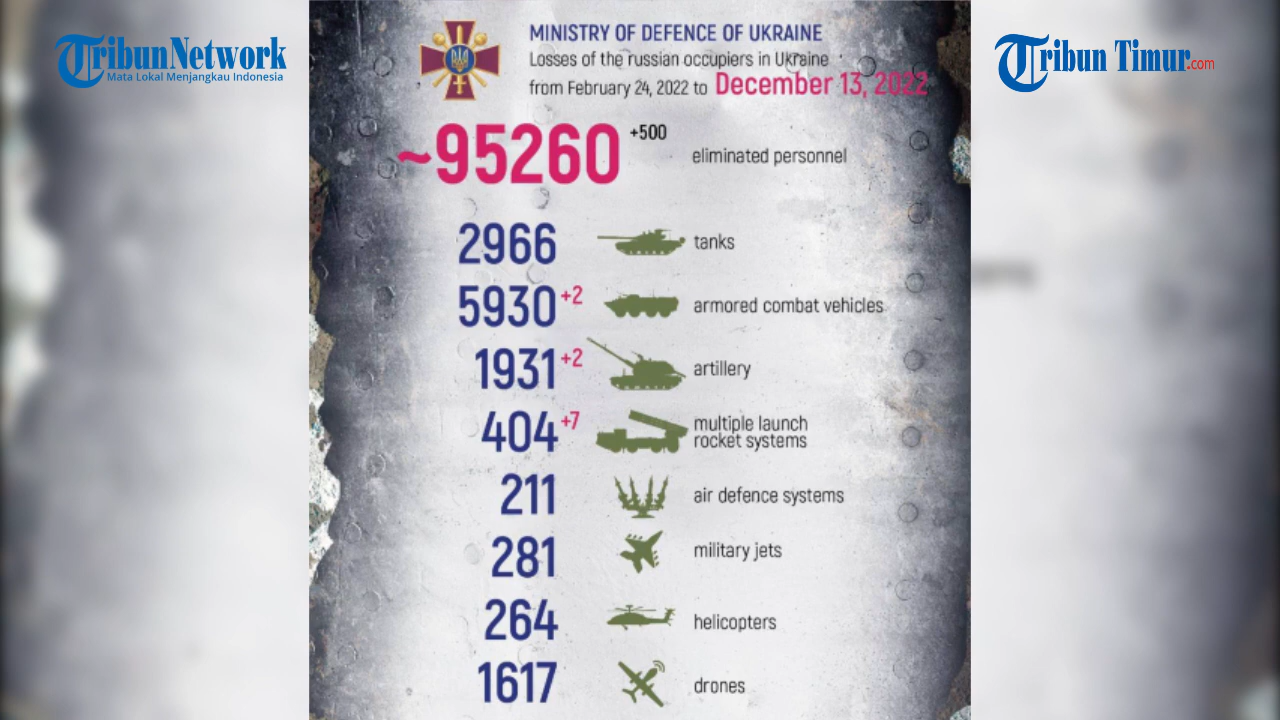 TribunNetwork
Mata Lokal Menjangkau Indonesia
Tribun Timur.com
MINISTRY OF DEFENCE OF UKRAINE
Losses of the russian occupiers in Ukraine
from February 24, 2022 to December 13, 2022
~95260 +500 eliminated personnel
2966 tanks
5930 +2 armored combat vehicles
1931 +2 artillery
404 +7 multiple launch
rocket systems
211 air defence systems
281 military jets
264 helicopters
1617 drones